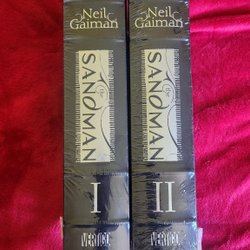 Neil
Gaiman
The
SANDMAN
I
VERTIGO
Neil
Gaiman
The
SANDMAN
II
VERTIGO